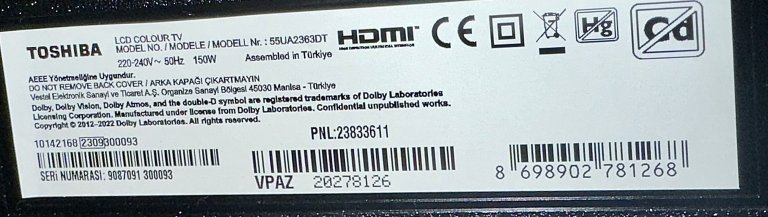 TOSHIBA
LCD COLOUR TV
MODEL NO. / MODELE / MODELL Nr. : 55UA2363DT
220-240V~ 50Hz 150W Assembled in Türkiye
HDMI
CE
Hg
Cd
AEEE Yönetmeliğine Uygundur.
DO NOT REMOVE BACK COVER / ARKA KAPAĞI ÇIKARTMAYIN
Vestel Elektronik Sanayi ve Ticaret A.Ş. Organize Sanayi Bölgesi 45030 Manisa - Türkiye
Dolby, Dolby Vision, Dolby Atmos, and the double-D symbol are registered trademarks of Dolby Laboratories
Licensing Corporation. Manufactured under license from Dolby Laboratories. Confidential unpublished works.
Copyright © 2012-2022 Dolby Laboratories. All rights reserved.
PNL:23833611
10142168 2309 300093
SERi NUMARASI: 9087091 300093
VPAZ 20278126
8 698902 781268